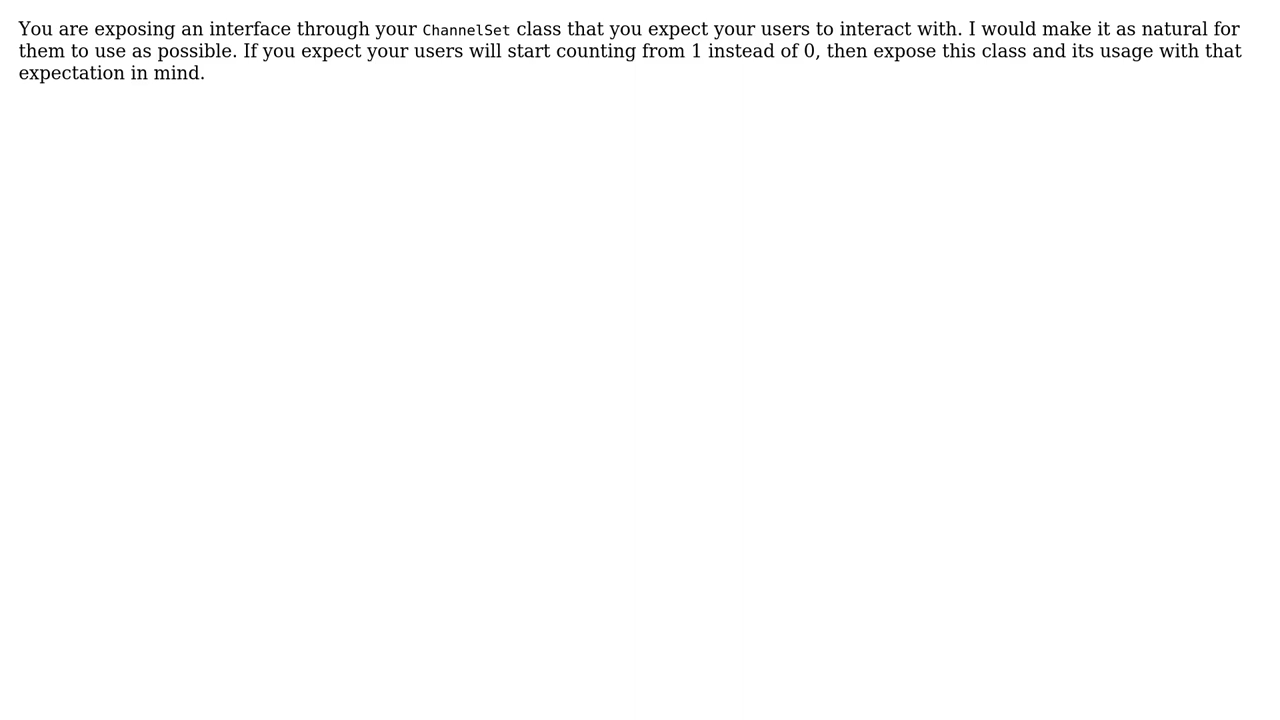 You are exposing an interface through your ChannelSet class that you expect your users to interact with. I would make it as natural for
them to use as possible. If you expect your users will start counting from 1 instead of 0, then expose this class and its usage with that
expectation in mind.